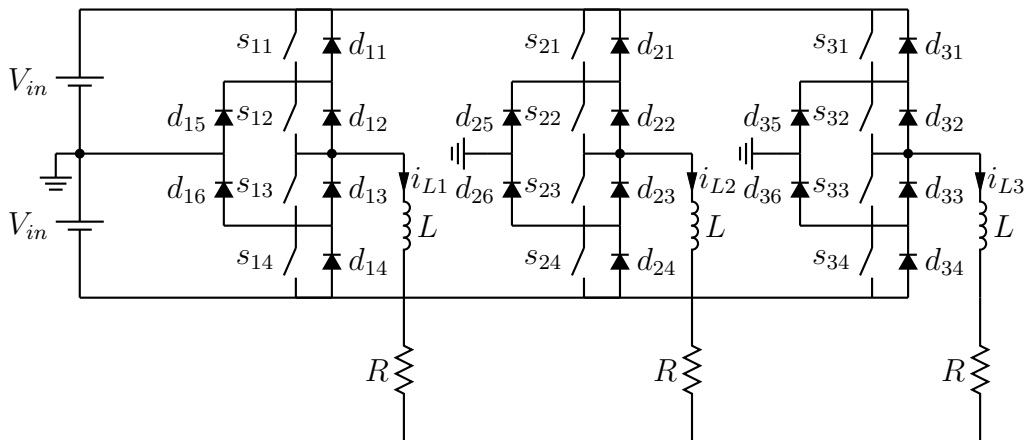 s11 d11 s21 d21 s31 d31
Vin
d15 s12 d12 d25 s22 d22 d35 s32 d32
d16 s13 d13 iL1 d26 s23 d23 iL2 d36 s33 d33 iL3
Vin L L L
s14 d14 s24 d24 s34 d34
R R R